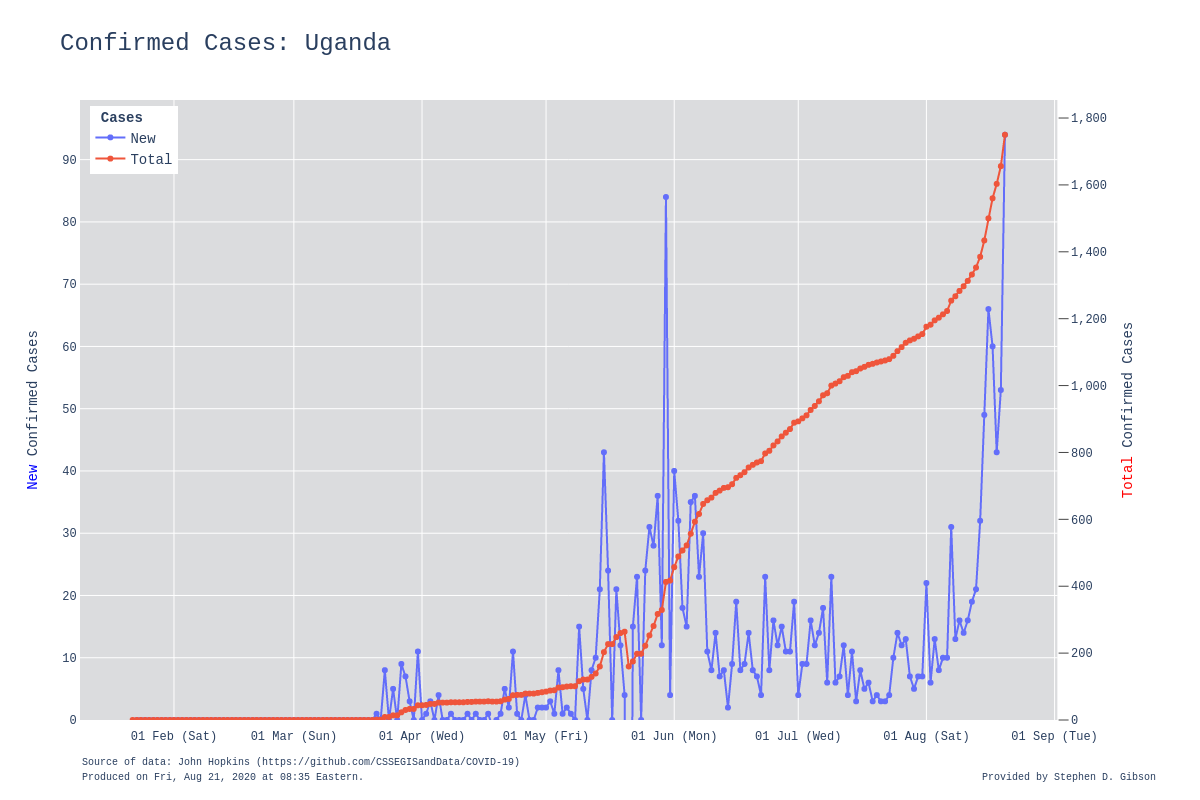 Confirmed Cases: Uganda
Cases
New
Total
90
80
70
60
50
40
30
20
10
0
New Confirmed Cases
1,800
1,600
1,400
1,200
1,000
800
600
400
200
0
Total Confirmed Cases
01 Feb (Sat) 01 Mar (Sun) 01 Apr (Wed) 01 May (Fri) 01 Jun (Mon) 01 Jul (Wed) 01 Aug (Sat) 01 Sep (Tue)
Source of data: John Hopkins (https://github.com/CSSEGISandData/COVID-19)
Produced on Fri, Aug 21, 2020 at 08:35 Eastern.
Provided by Stephen D. Gibson